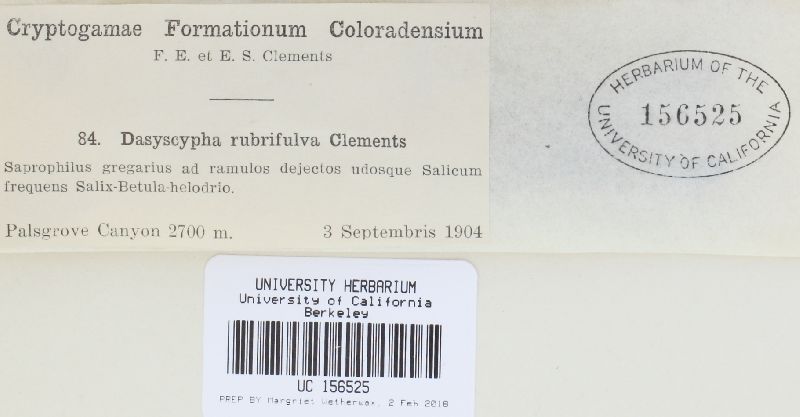 Cryptogamae Formationum Coloradensium
F. E. et E. S. Clements
84. Dasyscypha rubrifulva Clements
Saprophilus gregarius ad ramulos dejectos udosque Salicum
frequens Salix-Betula-helodrio.
Palsgrove Canyon 2700 m. 3 Septembris 1904
HERBARIUM OF THE
156525
UNIVERSITY OF CALIFORNIA
UNIVERSITY HERBARIUM
University of California
Berkeley
UC 156525
PREP BY Margriet Wetherwax, 2 Feb 2018